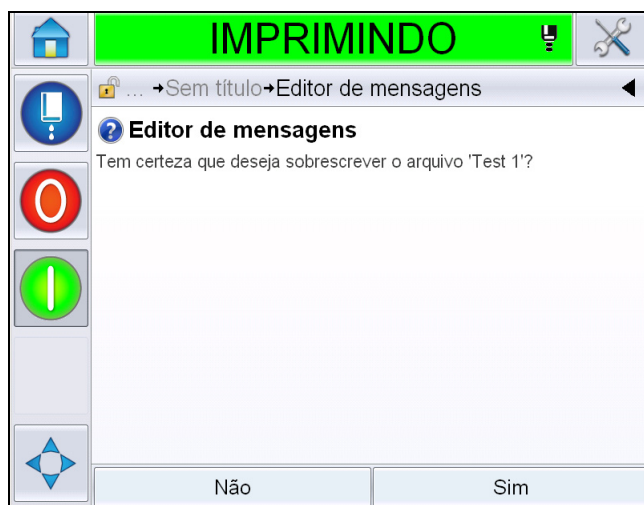 IMPRIMINDO
... →Sem título→Editor de mensagens
Editor de mensagens
Tem certeza que deseja sobrescrever o arquivo 'Test 1'?
Não
Sim